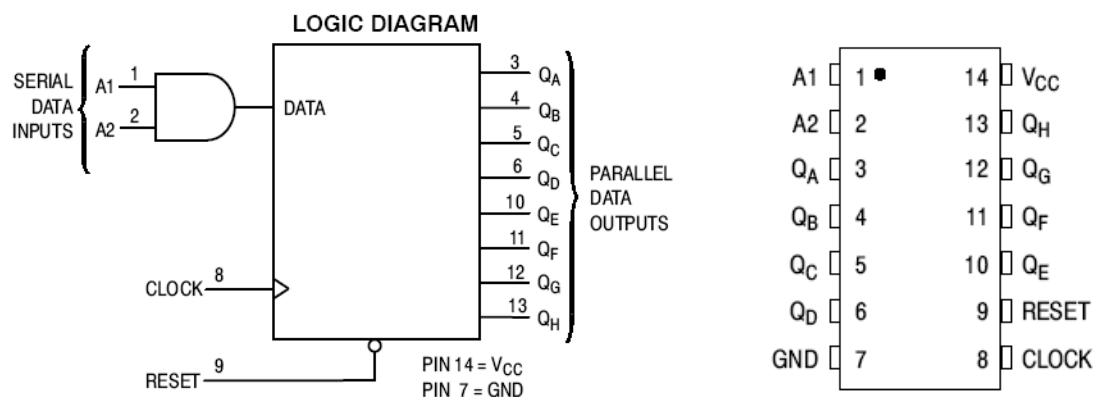 LOGIC DIAGRAM
SERIAL
DATA
INPUTS
A1
1
A2
2
DATA
CLOCK
8
RESET
9
3
QA
4
QB
5
QC
6
QD
10
QE
11
QF
12
QG
13
QH
PARALLEL
DATA
OUTPUTS
PIN 14 = VCC
PIN 7 = GND
A1 1 14 VCC
A2 2 13 QH
QA 3 12 QG
QB 4 11 QF
QC 5 10 QE
QD 6 9 RESET
GND 7 8 CLOCK